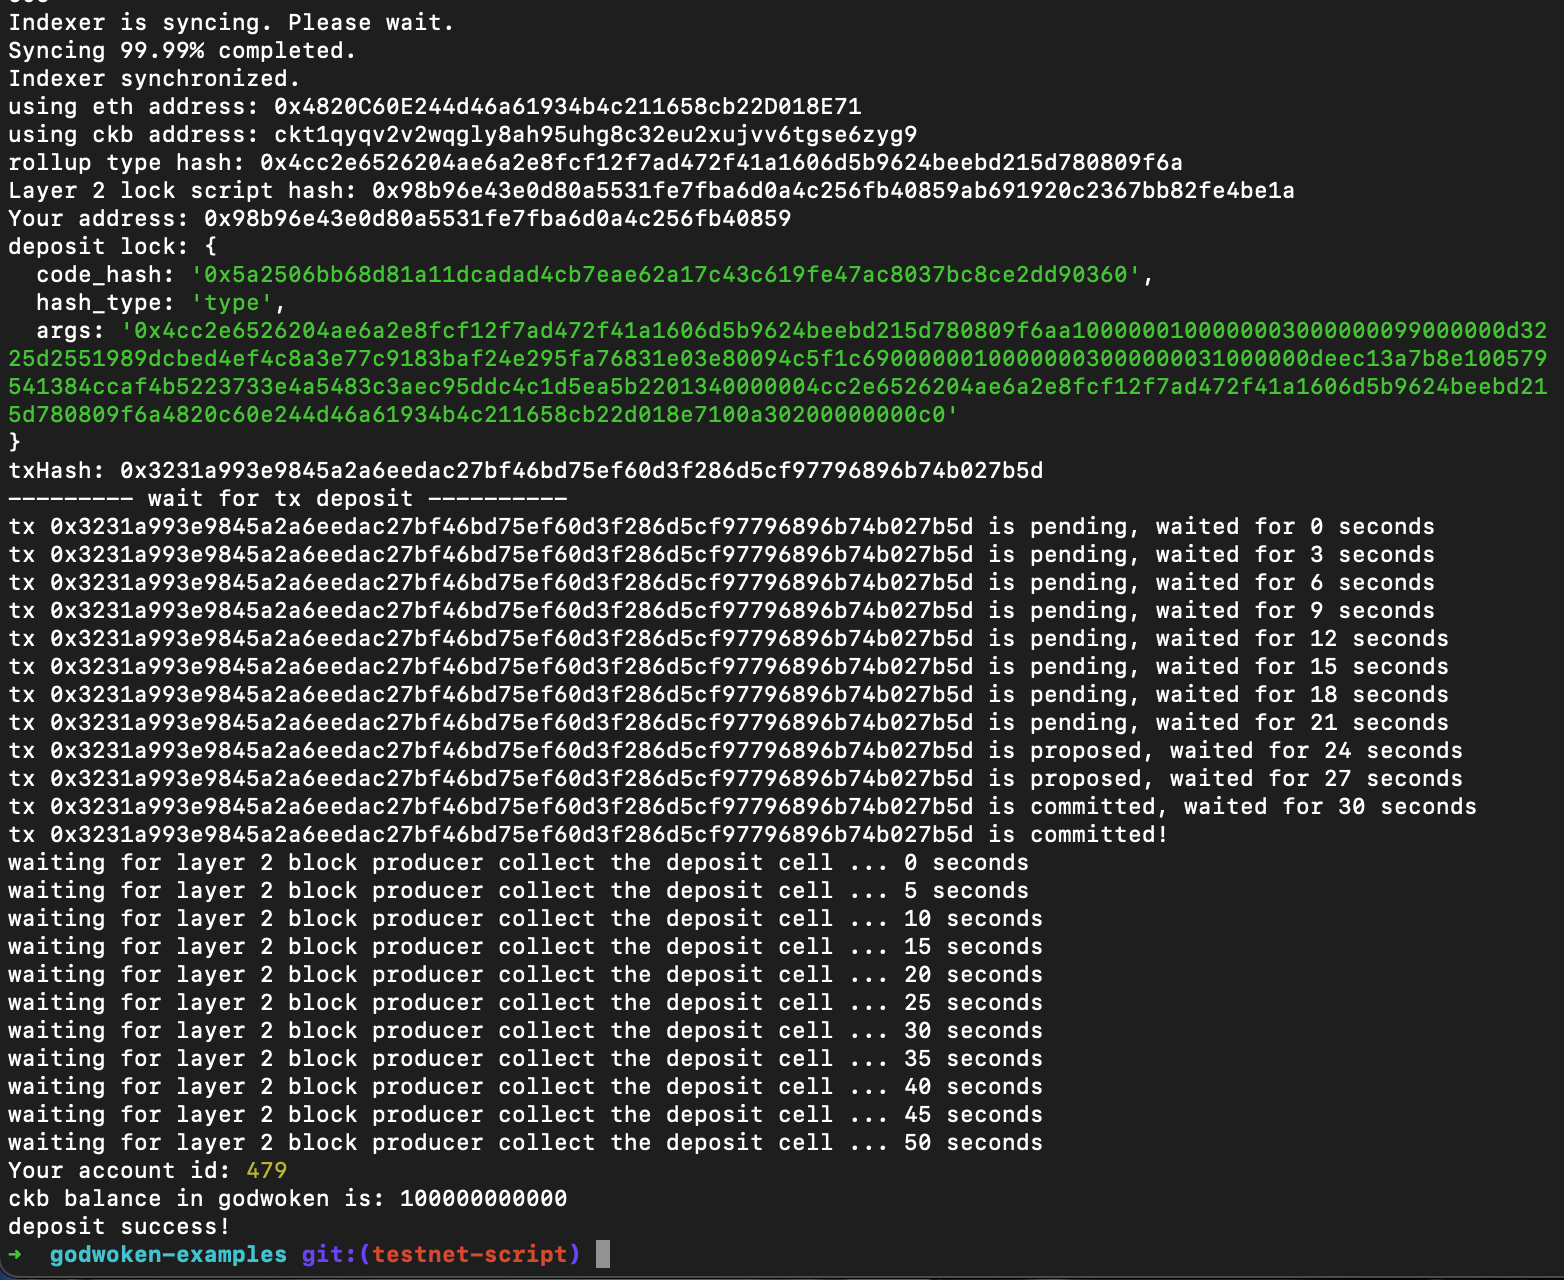 Indexer is syncing. Please wait.
Syncing 99.99% completed.
Indexer synchronized.
using eth address: 0x4820C60E244d46a61934b4c211658cb22D018E71
using ckb address: ckt1qyqv2v2wqgly8ah95uhg8c32eu2xujvv6tgse6zyg9
rollup type hash: 0x4cc2e6526204ae6a2e8fcf12f7ad472f41a1606d5b9624beebd215d780809f6a
Layer 2 lock script hash: 0x98b96e43e0d80a5531fe7fba6d0a4c256fb40859ab691920c2367bb82fe4be1a
Your address: 0x98b96e43e0d80a5531fe7fba6d0a4c256fb40859
deposit lock: {
  code_hash: '0x5a2506bb68d81a11dcadad4cb7eae62a17c43c619fe47ac8037bc8ce2dd90360',
  hash_type: 'type',
  args: '0x4cc2e6526204ae6a2e8fcf12f7ad472f41a1606d5b9624beebd215d780809f6aa10000001000000003000000099000000d32
25d2551989dcbed4ef4c8a3e77c9183baf24e295fa76831e03e80094c5f1c6900000001000000003000000031000000deec13a7b8e100579
541384ccaf4b5223733e4a5483c3aec95ddc4c1d5ea5b2201340000004cc2e6526204ae6a2e8fcf12f7ad472f41a1606d5b9624beebd21
5d780809f6a4820c60e244d46a61934b4c211658cb22d018e7100a30200000000c0'
}
txHash: 0x3231a993e9845a2a6eedac27bf46bd75ef60d3f286d5cf97796896b74b027b5d
--------- wait for tx deposit ----------
tx 0x3231a993e9845a2a6eedac27bf46bd75ef60d3f286d5cf97796896b74b027b5d is pending, waited for 0 seconds
tx 0x3231a993e9845a2a6eedac27bf46bd75ef60d3f286d5cf97796896b74b027b5d is pending, waited for 3 seconds
tx 0x3231a993e9845a2a6eedac27bf46bd75ef60d3f286d5cf97796896b74b027b5d is pending, waited for 6 seconds
tx 0x3231a993e9845a2a6eedac27bf46bd75ef60d3f286d5cf97796896b74b027b5d is pending, waited for 9 seconds
tx 0x3231a993e9845a2a6eedac27bf46bd75ef60d3f286d5cf97796896b74b027b5d is pending, waited for 12 seconds
tx 0x3231a993e9845a2a6eedac27bf46bd75ef60d3f286d5cf97796896b74b027b5d is pending, waited for 15 seconds
tx 0x3231a993e9845a2a6eedac27bf46bd75ef60d3f286d5cf97796896b74b027b5d is pending, waited for 18 seconds
tx 0x3231a993e9845a2a6eedac27bf46bd75ef60d3f286d5cf97796896b74b027b5d is pending, waited for 21 seconds
tx 0x3231a993e9845a2a6eedac27bf46bd75ef60d3f286d5cf97796896b74b027b5d is proposed, waited for 24 seconds
tx 0x3231a993e9845a2a6eedac27bf46bd75ef60d3f286d5cf97796896b74b027b5d is proposed, waited for 27 seconds
tx 0x3231a993e9845a2a6eedac27bf46bd75ef60d3f286d5cf97796896b74b027b5d is committed, waited for 30 seconds
tx 0x3231a993e9845a2a6eedac27bf46bd75ef60d3f286d5cf97796896b74b027b5d is committed!
waiting for layer 2 block producer collect the deposit cell ... 0 seconds
waiting for layer 2 block producer collect the deposit cell ... 5 seconds
waiting for layer 2 block producer collect the deposit cell ... 10 seconds
waiting for layer 2 block producer collect the deposit cell ... 15 seconds
waiting for layer 2 block producer collect the deposit cell ... 20 seconds
waiting for layer 2 block producer collect the deposit cell ... 25 seconds
waiting for layer 2 block producer collect the deposit cell ... 30 seconds
waiting for layer 2 block producer collect the deposit cell ... 35 seconds
waiting for layer 2 block producer collect the deposit cell ... 40 seconds
waiting for layer 2 block producer collect the deposit cell ... 45 seconds
waiting for layer 2 block producer collect the deposit cell ... 50 seconds
Your account id: 479
ckb balance in godwoken is: 100000000000
deposit success!
➜  godwoken-examples git:(testnet-script)